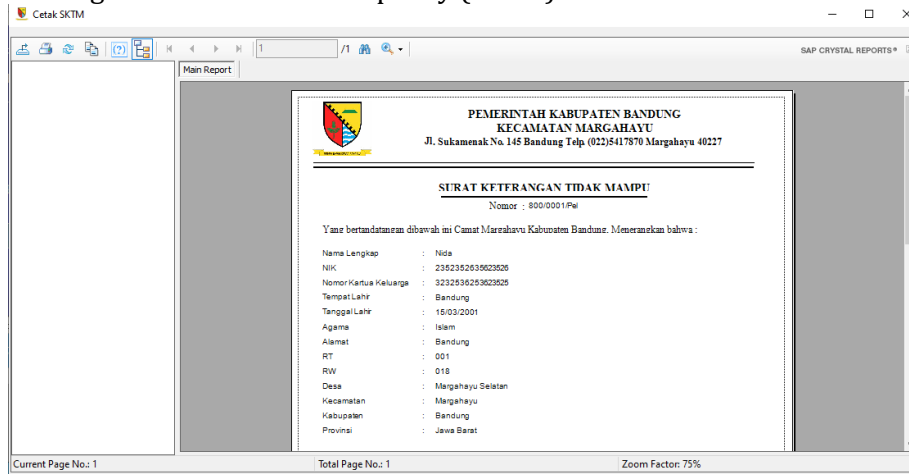 Cetak SKTM
1 /1
SAP CRYSTAL REPORTS®
Main Report
PEMERINTAH KABUPATEN BANDUNG
KECAMATAN MARGAHAYU
Jl. Sukamenak No. 145 Bandung Telp. (022)5417870 Margahayu 40227
SURAT KETERANGAN TIDAK MAMPU
Nomor : 800/0001/Pel
Yang bertandatangan dibawah ini Camat Margahayu Kabupaten Bandung. Menerangkan bahwa :
Nama Lengkap : Nida
NIK : 2352352635623526
Nomor Kartua Keluarga : 3232536253623525
Tempat Lahir : Bandung
Tanggal Lahir : 15/03/2001
Agama : Islam
Alamat : Bandung
RT : 001
RW : 018
Desa : Margahayu Selatan
Kecamatan : Margahayu
Kabupaten : Bandung
Provinsi : Jawa Barat
Current Page No.: 1 Total Page No.: 1 Zoom Factor: 75%